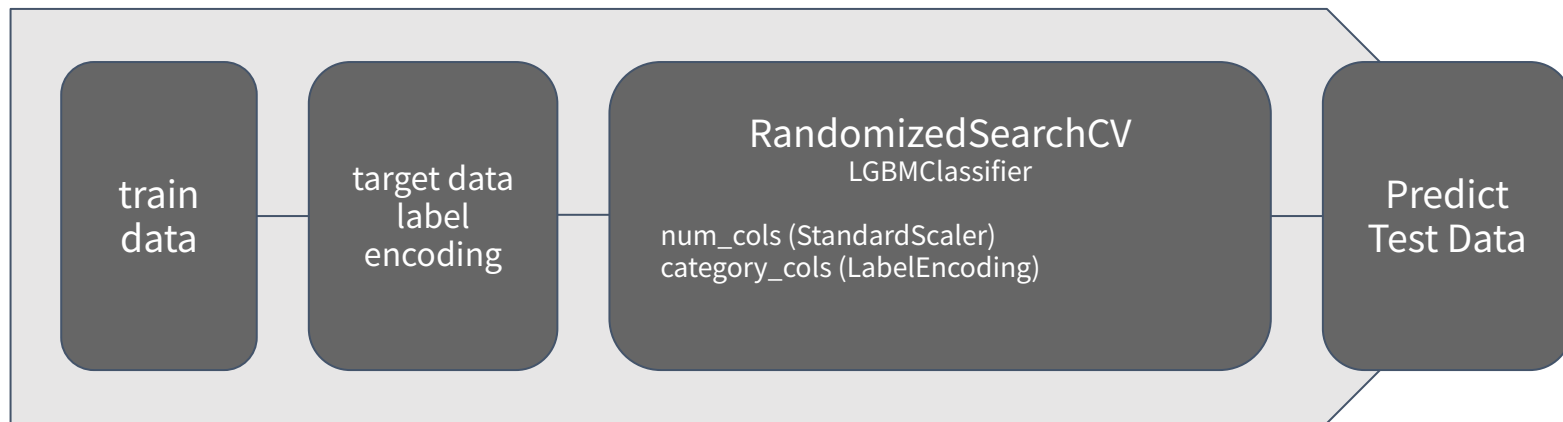 train
data
target data
label
encoding
RandomizedSearchCV
LGBMClassifier
num_cols (StandardScaler)
category_cols (LabelEncoding)
Predict
Test Data